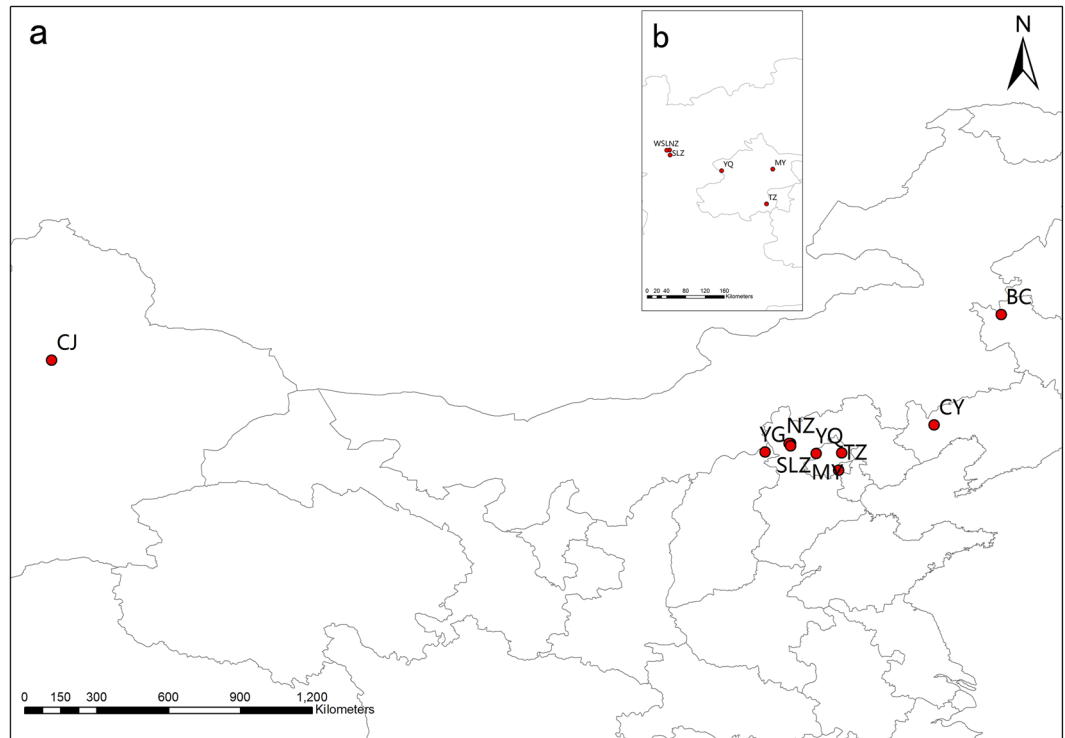 a
b
N
WSLNZ
SLZ
YQ
MY
TZ
0 20 40 80 120 160
Kilometers
BC
CJ
CY
YG
NZ
YQ
TZ
SLZ
MY
0 150 300 600 900 1,200
Kilometers